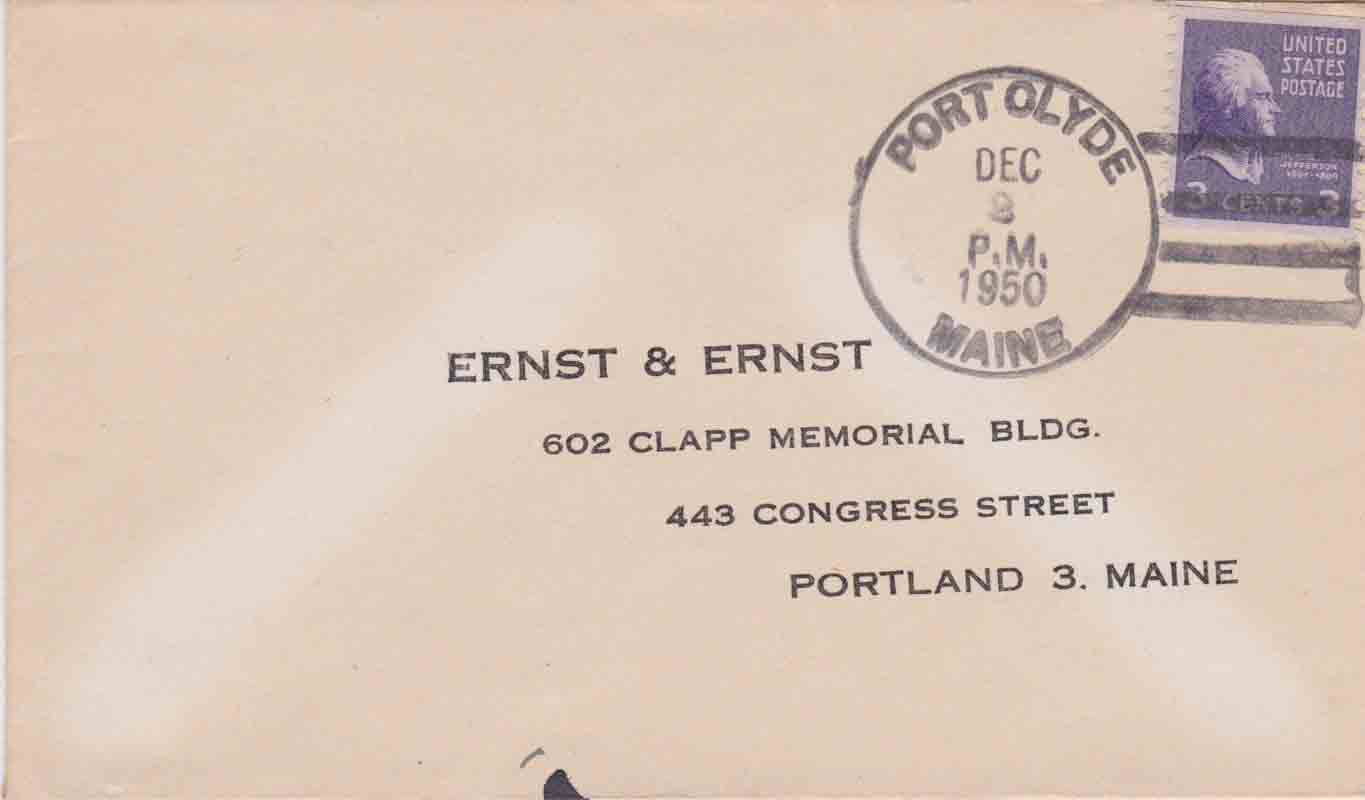 UNITED
STATES
POSTAGE
JEFFERSON
3 CENTS 3
PORT CLYDE
DEC
P.M.
1950
MAINE
ERNST & ERNST
602 CLAPP MEMORIAL BLDG.
443 CONGRESS STREET
PORTLAND 3. MAINE